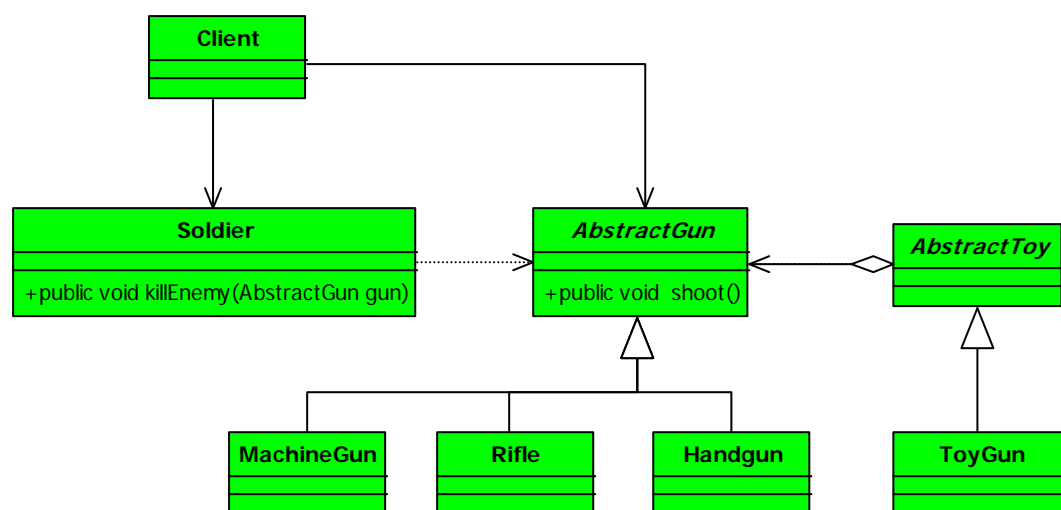 Client
Soldier
+public void killEnemy(AbstractGun gun)
AbstractGun
+public void shoot()
AbstractToy
MachineGun
Rifle
Handgun
ToyGun